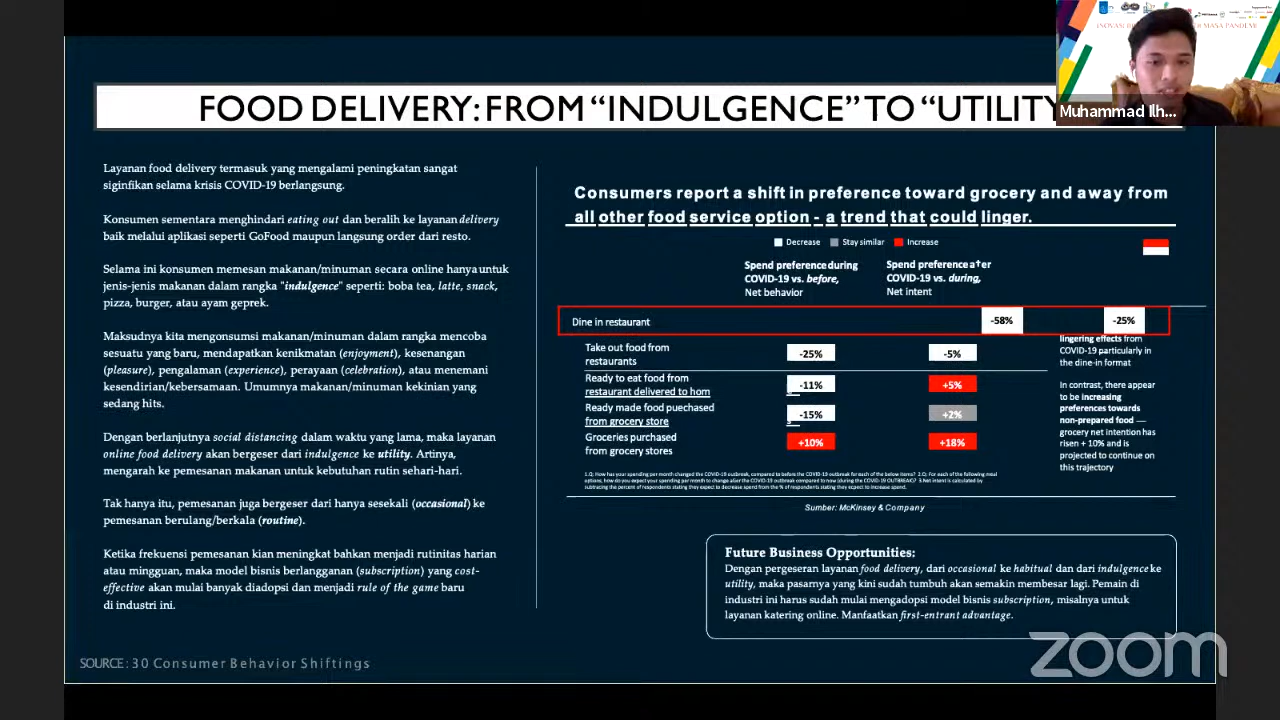 FOOD DELIVERY: FROM “INDULGENCE” TO “UTILITY
Muhammad Ilh...
Layanan food delivery termasuk yang mengalami peningkatan sangat
siginfikan selama krisis COVID-19 berlangsung.
Konsumen sementara menghindari eating out dan beralih ke layanan delivery
baik melalui aplikasi seperti GoFood maupun langsung order dari resto.
Selama ini konsumen memesan makanan/minuman secara online hanya untuk
jenis-jenis makanan dalam rangka "indulgence" seperti: boba tea, latte, snack,
pizza, burger, atau ayam geprek.
Maksudnya kita mengonsumsi makanan/minuman dalam rangka mencoba
sesuatu yang baru, mendapatkan kenikmatan (enjoyment), kesenangan
(pleasure), pengalaman (experience), perayaan (celebration), atau menemani
kesendirian/kebersamaan. Umumnya makanan/minuman kekinian yang
sedang hits.
Dengan berlanjutnya social distancing dalam waktu yang lama, maka layanan
online food delivery akan bergeser dari indulgence ke utility. Artinya,
mengarah ke pemesanan makanan untuk kebutuhan rutin sehari-hari.
Tak hanya itu, pemesanan juga bergeser dari hanya sesekali (occasional) ke
pemesanan berulang/berkala (routine).
Ketika frekuensi pemesanan kian meningkat bahkan menjadi rutinitas harian
atau mingguan, maka model bisnis berlangganan (subscription) yang cost-
effective akan mulai banyak diadopsi dan menjadi rule of the game baru
di industri ini.
SOURCE: 30 Consumer Behavior Shiftings
Consumers report a shift in preference toward grocery and away from
all other food service option - a trend that could linger.
Decrease Stay similar Increase
Spend preference during
COVID-19 vs. before,
Net behavior
Spend preference after
COVID-19 vs. during,
Net intent
Dine in restaurant -58% -25%
Take out food from
restaurants -25% -5%
Ready to eat food from
restaurant delivered to hom -11% +5%
Ready made food puechased
from grocery store -15% +2%
Groceries purchased
from grocery stores +10% +18%
lingering effects from
COVID-19 particularly in
the dine-in format
In contrast, there appear
to be increasing
preferences towards
non-prepared food —
grocery net intention has
risen + 10% and is
projected to continue on
this trajectory
Sumber: McKinsey & Company
Future Business Opportunities:
Dengan pergeseran layanan food delivery, dari occasional ke habitual dan dari indulgence ke
utility, maka pasarnya yang kini sudah tumbuh akan semakin membesar lagi. Pemain di
industri ini harus sudah mulai mengadopsi model bisnis subscription, misalnya untuk
layanan katering online. Manfaatkan first-entrant advantage.
zoom